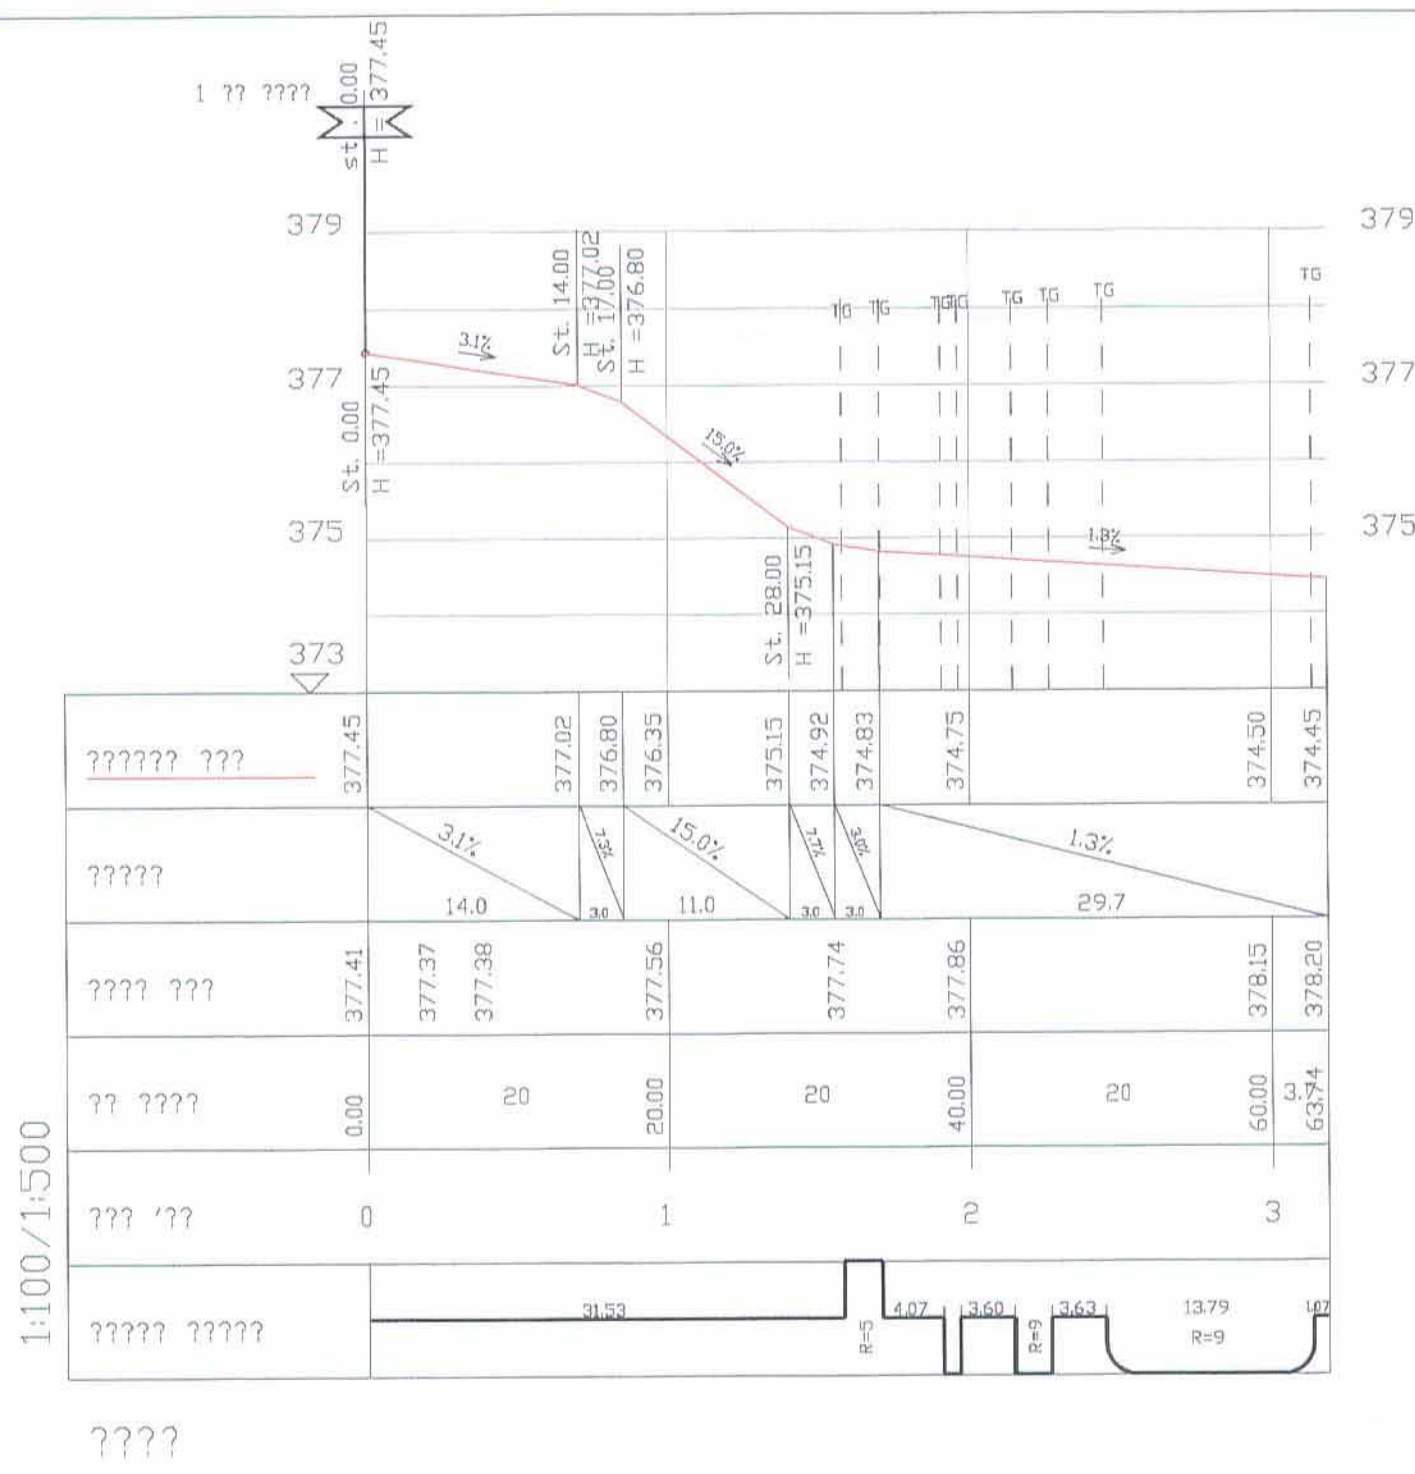 1 ?? ????
st . 0.00
H = 377.45
379
379
St. 14.00
H =377.02
St. 17.00
H =376.80
TG TG TG TG TG TG TG TG
3.1%
377
377
St. 0.00
H =377.45
15.0%
375
375
1.3%
St. 28.00
H =375.15
373
?????? ???
377.45 377.02 376.80 376.35 375.15 374.92 374.83 374.75 374.50 374.45
?????
3.1% 7.3% 15.0% 7.7% 3.0% 1.3%
14.0 3.0 11.0 3.0 3.0 29.7
???? ???
377.41 377.37 377.38 377.56 377.74 377.86 378.15 378.20
?? ????
0.00 20 20.00 20 40.00 20 60.00 3.74 63.74
??? '??
0 1 2 3
????? ?????
31.53 R=5 4.07 3.60 R=9 3.63 13.79 R=9 1.07
1:100/1:500
????